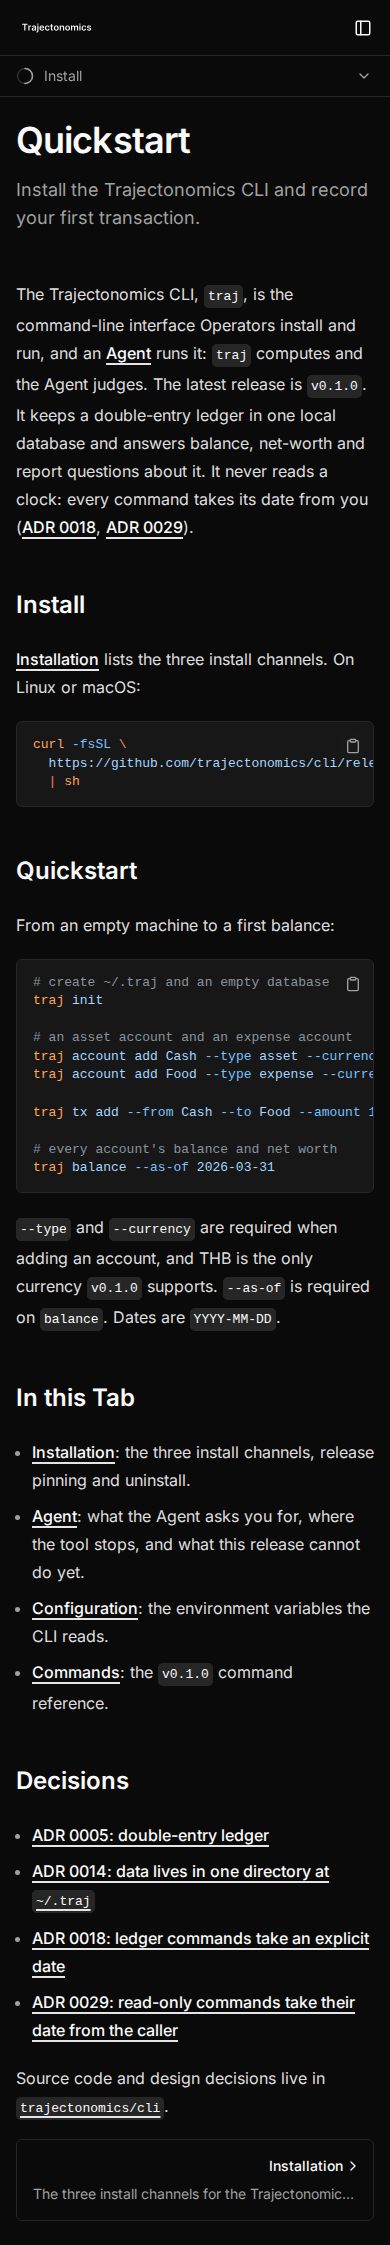 Trajectonomics
Install
Quickstart
Install the Trajectonomics CLI and record
your first transaction.
The Trajectonomics CLI, traj, is the
command-line interface Operators install and
run, and an Agent runs it: traj computes and
the Agent judges. The latest release is v0.1.0.
It keeps a double-entry ledger in one local
database and answers balance, net-worth and
report questions about it. It never reads a
clock: every command takes its date from you
(ADR 0018, ADR 0029).
Install
Installation lists the three install channels. On
Linux or macOS:
curl -fsSL \
https://github.com/trajectonomics/cli/rele
| sh
Quickstart
From an empty machine to a first balance:
# create ~/.traj and an empty database
traj init
# an asset account and an expense account
traj account add Cash --type asset --currenc
traj account add Food --type expense --curre
traj tx add --from Cash --to Food --amount 1
# every account's balance and net worth
traj balance --as-of 2026-03-31
--type and --currency are required when
adding an account, and THB is the only
currency v0.1.0 supports. --as-of is required
on balance. Dates are YYYY-MM-DD.
In this Tab
Installation: the three install channels, release
pinning and uninstall.
Agent: what the Agent asks you for, where
the tool stops, and what this release cannot
do yet.
Configuration: the environment variables the
CLI reads.
Commands: the v0.1.0 command
reference.
Decisions
ADR 0005: double-entry ledger
ADR 0014: data lives in one directory at
~/.traj
ADR 0018: ledger commands take an explicit
date
ADR 0029: read-only commands take their
date from the caller
Source code and design decisions live in
trajectonomics/cli.
Installation
The three install channels for the Trajectonomic...